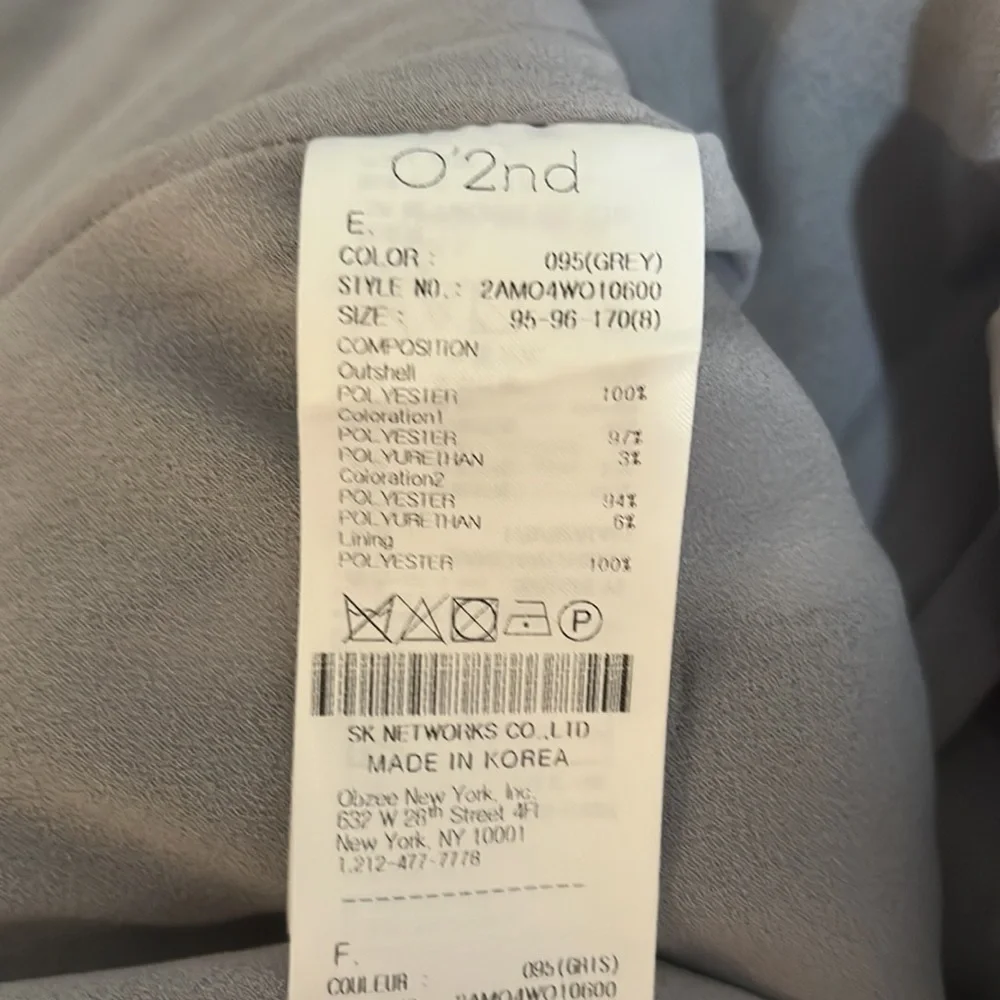 O'2nd
E.
COLOR : 095(GREY)
STYLE NO.: 2AMO4WO10600
SIZE : 95-96-170(8)
COMPOSITION
Outshell
POLYESTER 100%
Coloration1
POLYESTER 97%
POLYURETHAN 3%
Coloration2
POLYESTER 94%
POLYURETHAN 6%
Lining
POLYESTER 100%
P
SK NETWORKS CO.,LTD
MADE IN KOREA
Obzee New York, Inc.
632 W 28th Street 4Fl
New York, NY 10001
1.212-477-7778
F.
COULEUR : 095(GRIS)
2AMO4WO10600